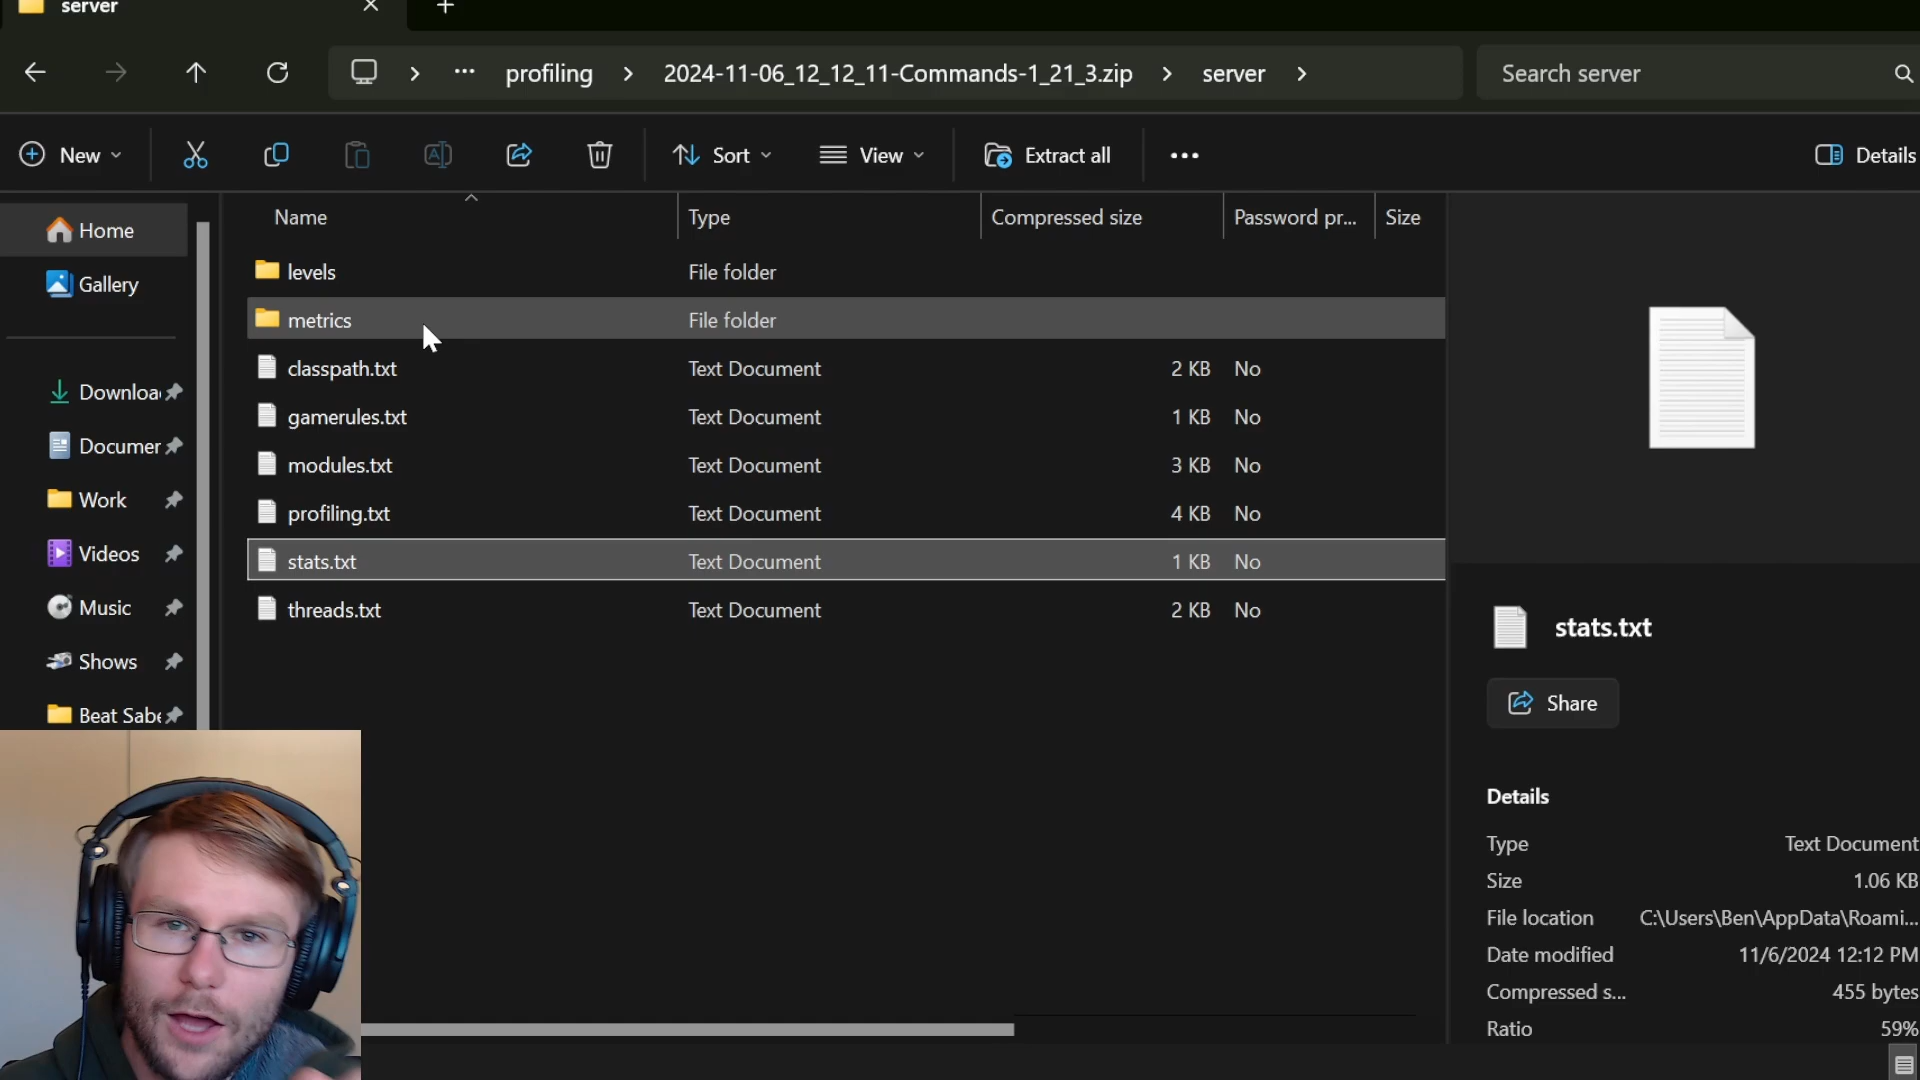 server
profiling
2024-11-06_12_12_11-Commands-1_21_3.zip
server
Search server
New
Sort
View
Extract all
Details
Home
Gallery
Downloa
Documer
Work
Videos
Music
Shows
Beat Sabe
Name
Type
Compressed size
Password pr...
Size
levels
File folder
metrics
File folder
classpath.txt
Text Document
2 KB
No
gamerules.txt
Text Document
1 KB
No
modules.txt
Text Document
3 KB
No
profiling.txt
Text Document
4 KB
No
stats.txt
Text Document
1 KB
No
threads.txt
Text Document
2 KB
No
stats.txt
Share
Details
Type
Text Document
Size
1.06 KB
File location
C:\Users\Ben\AppData\Roami...
Date modified
11/6/2024 12:12 PM
Compressed s...
455 bytes
Ratio
59%